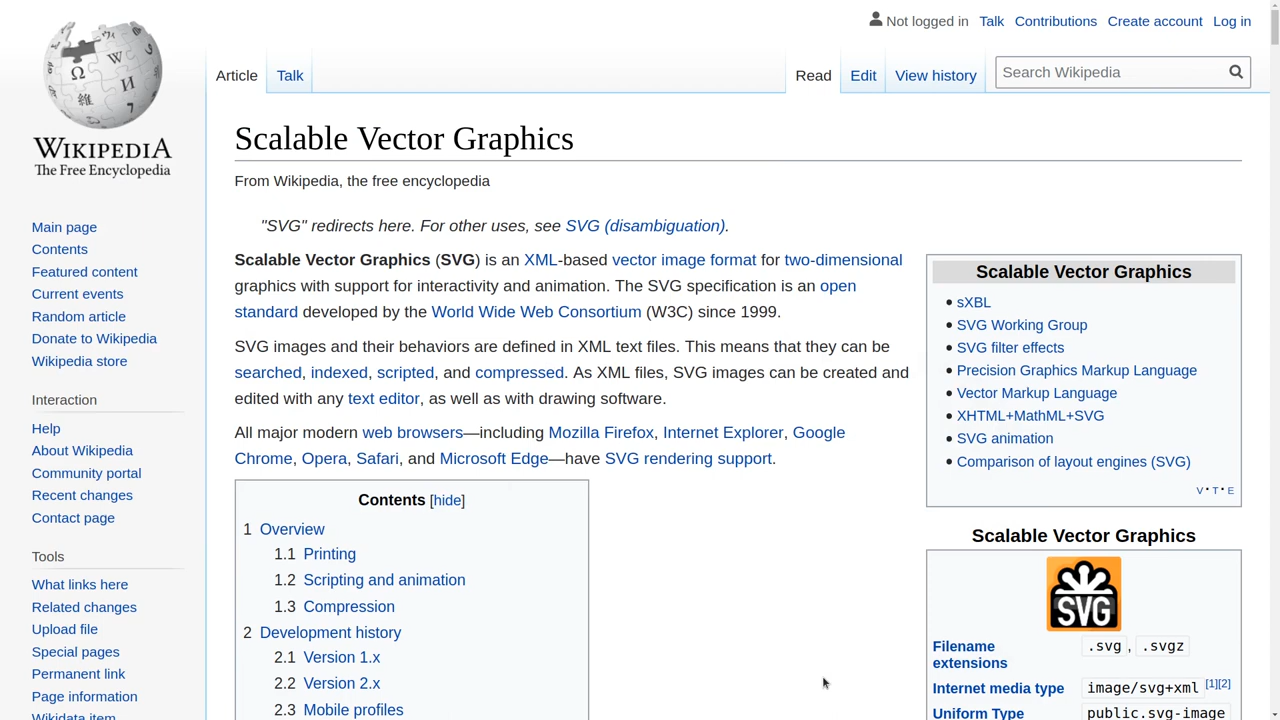 Not logged in Talk Contributions Create account Log in
Article Talk Read Edit View history Search Wikipedia
WIKIPEDIA
The Free Encyclopedia
Main page
Contents
Featured content
Current events
Random article
Donate to Wikipedia
Wikipedia store
Interaction
Help
About Wikipedia
Community portal
Recent changes
Contact page
Tools
What links here
Related changes
Upload file
Special pages
Permanent link
Page information
Wikidata item
Scalable Vector Graphics
From Wikipedia, the free encyclopedia
"SVG" redirects here. For other uses, see SVG (disambiguation).
Scalable Vector Graphics (SVG) is an XML-based vector image format for two-dimensional
graphics with support for interactivity and animation. The SVG specification is an open
standard developed by the World Wide Web Consortium (W3C) since 1999.
SVG images and their behaviors are defined in XML text files. This means that they can be
searched, indexed, scripted, and compressed. As XML files, SVG images can be created and
edited with any text editor, as well as with drawing software.
All major modern web browsers—including Mozilla Firefox, Internet Explorer, Google
Chrome, Opera, Safari, and Microsoft Edge—have SVG rendering support.
Contents [hide]
1 Overview
1.1 Printing
1.2 Scripting and animation
1.3 Compression
2 Development history
2.1 Version 1.x
2.2 Version 2.x
2.3 Mobile profiles
Scalable Vector Graphics
• sXBL
• SVG Working Group
• SVG filter effects
• Precision Graphics Markup Language
• Vector Markup Language
• XHTML+MathML+SVG
• SVG animation
• Comparison of layout engines (SVG)
V · T · E
Scalable Vector Graphics
SVG
Filename extensions .svg, .svgz
Internet media type image/svg+xml [1][2]
Uniform Type public.svg-image